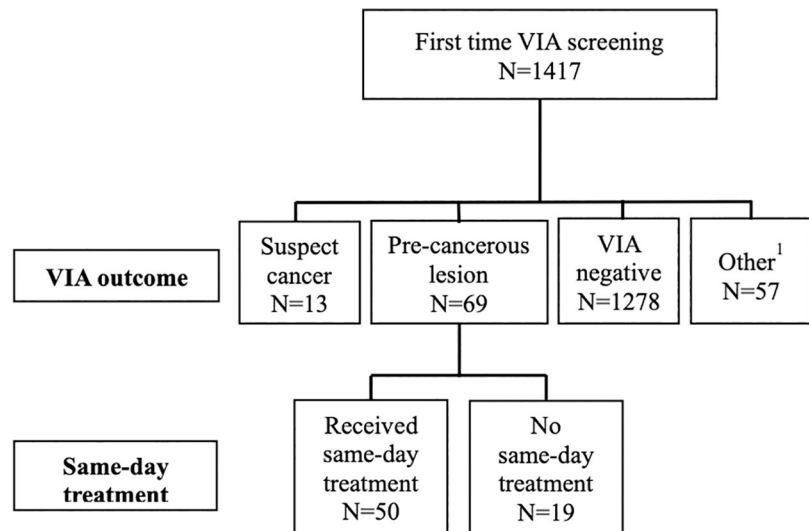 First time VIA screening
N=1417
VIA outcome
Suspect
cancer
N=13
Pre-cancerous
lesion
N=69
VIA
negative
N=1278
Other¹
N=57
Same-day
treatment
Received
same-day
treatment
N=50
No
same-day
treatment
N=19